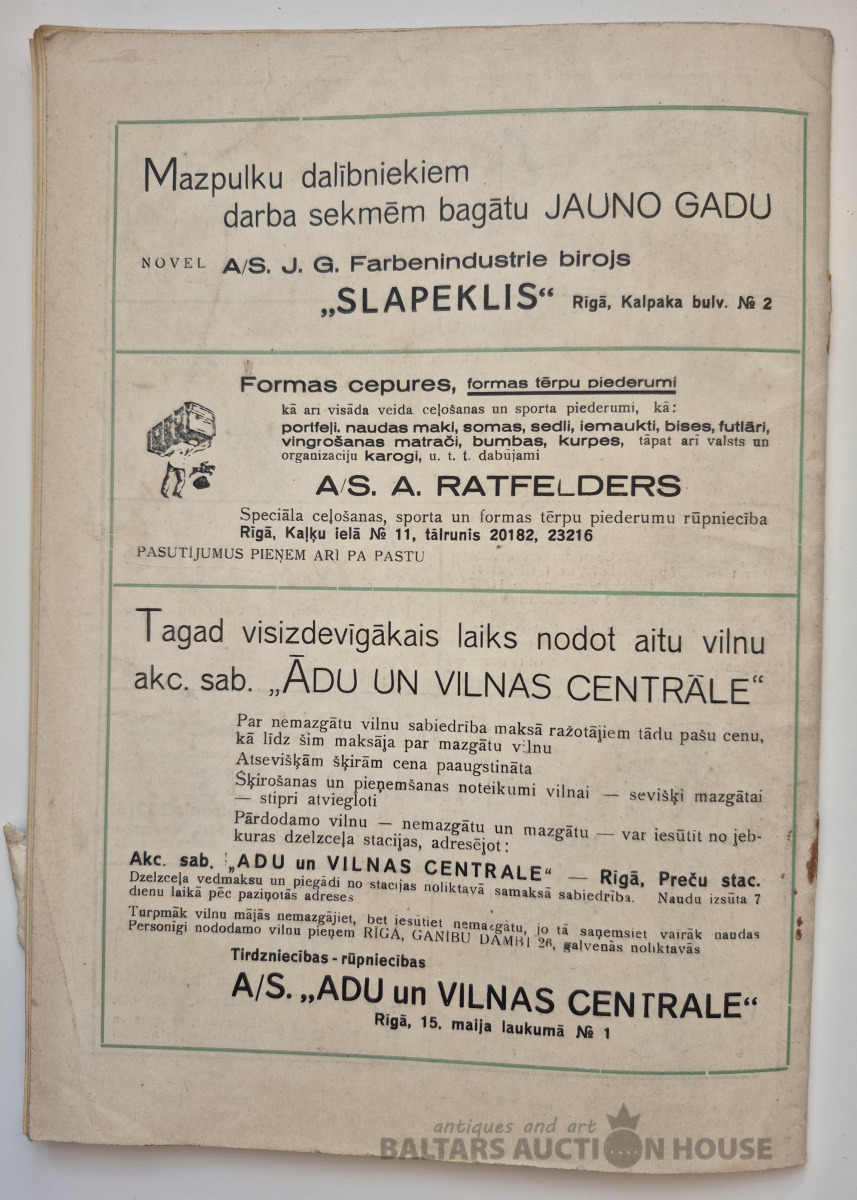 Mazpulku dalībniekiem
darba sekmēm bagātu JAUNO GADU
NOVEL A/S. J. G. Farbenindustrie birojs
„SLAPEKLIS“ Rīgā, Kalpaka bulv. № 2
Formas cepures, formas tērpu piederumi
kā arī visāda veida ceļošanas un sporta piederumi, kā:
portfeļi, naudas maki, somas, sedli, iemaukti, bises, futlāri,
vingrošanas matrači, bumbas, kurpes, tāpat arī valsts un
organizaciju karogi, u. t. t. dabūjami
A/S. A. RATFELDERS
Speciāla ceļošanas, sporta un formas tērpu piederumu rūpniecība
Rīgā, Kaļķu ielā № 11, tālrunis 20182, 23216
PASUTĪJUMUS PIEŅEM ARĪ PA PASTU
Tagad visizdevīgākais laiks nodot aitu vilnu
akc. sab. „ĀDU UN VILNAS CENTRĀLE“
Par nemazgātu vilnu sabiedrība maksā ražotājiem tādu pašu cenu,
kā līdz šim maksāja par mazgātu vilnu
Atsevišķām šķirām cena paaugstināta
Šķirošanas un pieņemšanas noteikumi vilnai — sevišķi mazgātai
— stipri atviegloti
Pārdodamo vilnu — nemazgātu un mazgātu — var iesūtīt no jeb-
kuras dzelzceļa stacijas, adresējot:
Akc. sab. „ADU un VILNAS CENTRALE“ — Rīgā, Preču stac.
Dzelzceļa vedmaksu un piegādi no stacijas noliktavā samaksā sabiedrība. Naudu izsūta 7
dienu laikā pēc paziņotās adreses
Turpmāk vilnu mājās nemazgājiet, bet iesūtiet nemazgātu, jo tā saņemsiet vairāk naudas
Personīgi nododamo vilnu pieņem RĪGĀ, GANĪBU DAMBĪ 26, galvenās noliktavās
Tirdzniecības - rūpniecības
A/S. „ADU un VILNAS CENTRALE“
Rīgā, 15. maija laukumā № 1
antiques and art
BALTARS AUCTION HOUSE